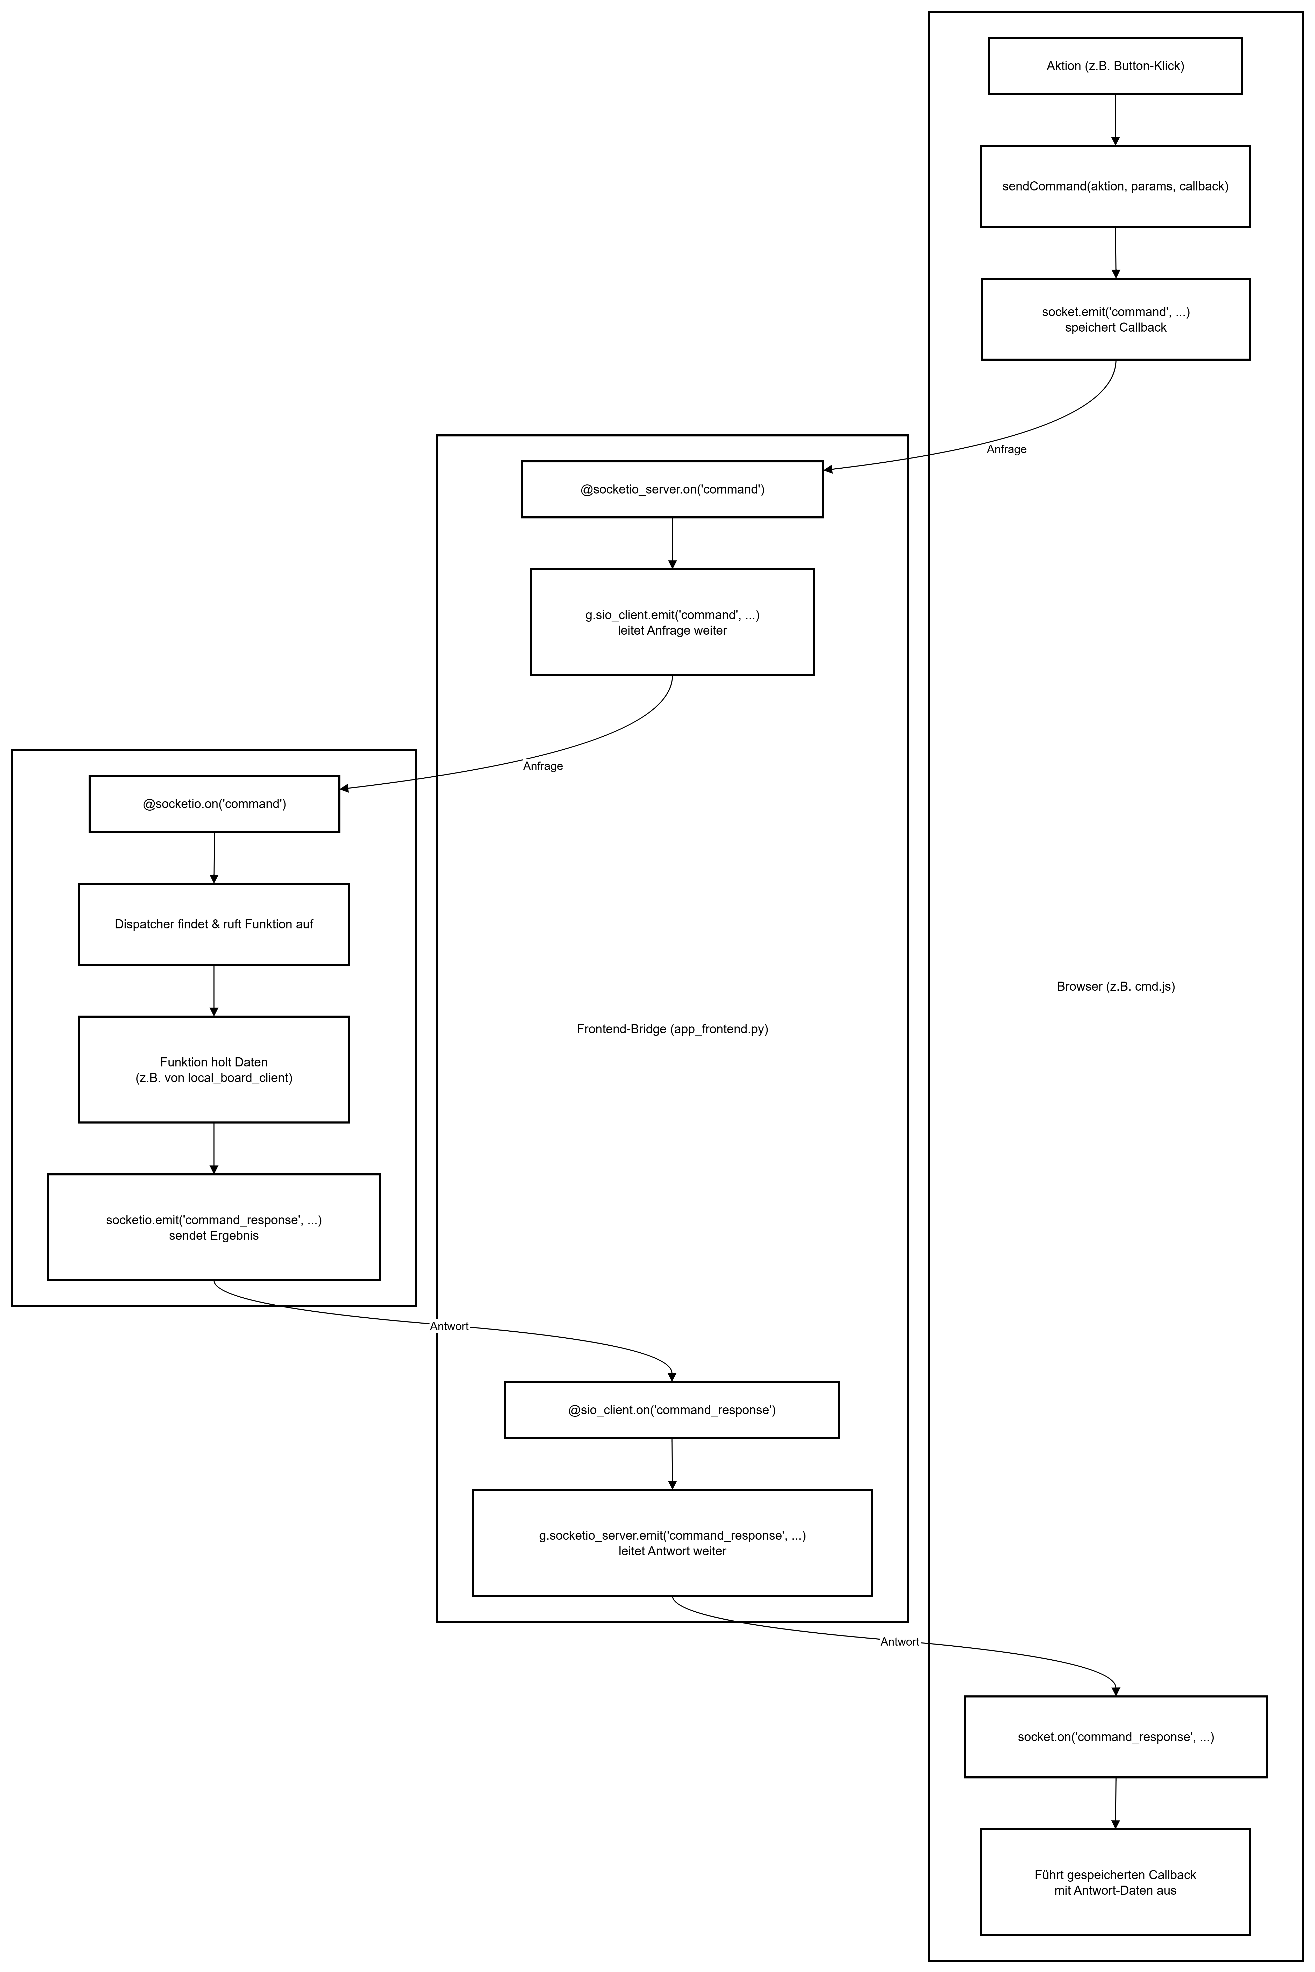 Aktion (z.B. Button-Klick)
sendCommand(aktion, params, callback)
socket.emit('command', ...)
speichert Callback
Anfrage
@socketio_server.on('command')
g.sio_client.emit('command', ...)
leitet Anfrage weiter
Anfrage
@socketio.on('command')
Dispatcher findet & ruft Funktion auf
Browser (z.B. cmd.js)
Frontend-Bridge (app_frontend.py)
Funktion holt Daten
(z.B. von local_board_client)
socketio.emit('command_response', ...)
sendet Ergebnis
Antwort
@sio_client.on('command_response')
g.socketio_server.emit('command_response', ...)
leitet Antwort weiter
Antwort
socket.on('command_response', ...)
Führt gespeicherten Callback
mit Antwort-Daten aus